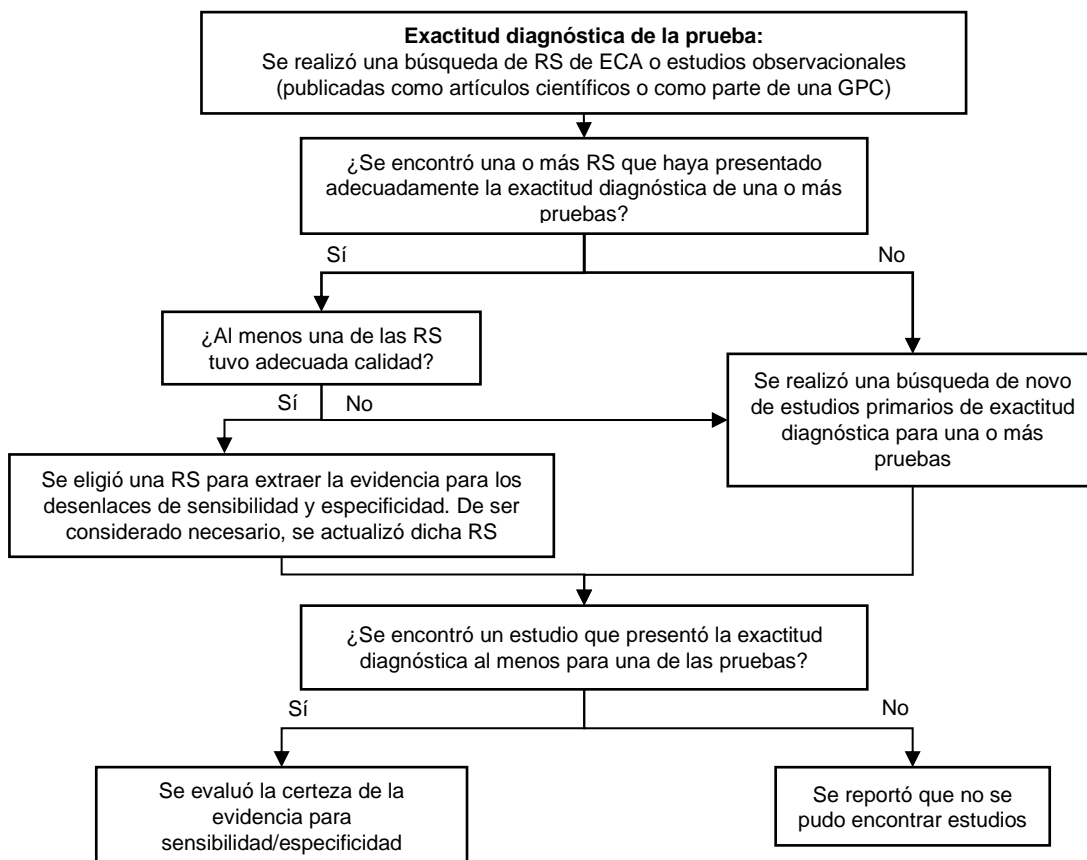 Exactitud diagnóstica de la prueba:
Se realizó una búsqueda de RS de ECA o estudios observacionales
(publicadas como artículos científicos o como parte de una GPC)
¿Se encontró una o más RS que haya presentado
adecuadamente la exactitud diagnóstica de una o más
pruebas?
Sí
No
¿Al menos una de las RS
tuvo adecuada calidad?
Sí
No
Se realizó una búsqueda de novo
de estudios primarios de exactitud
diagnóstica para una o más
pruebas
Se eligió una RS para extraer la evidencia para los
desenlaces de sensibilidad y especificidad. De ser
considerado necesario, se actualizó dicha RS
¿Se encontró un estudio que presentó la exactitud
diagnóstica al menos para una de las pruebas?
Sí
No
Se evaluó la certeza de la
evidencia para
sensibilidad/especificidad
Se reportó que no se
pudo encontrar estudios